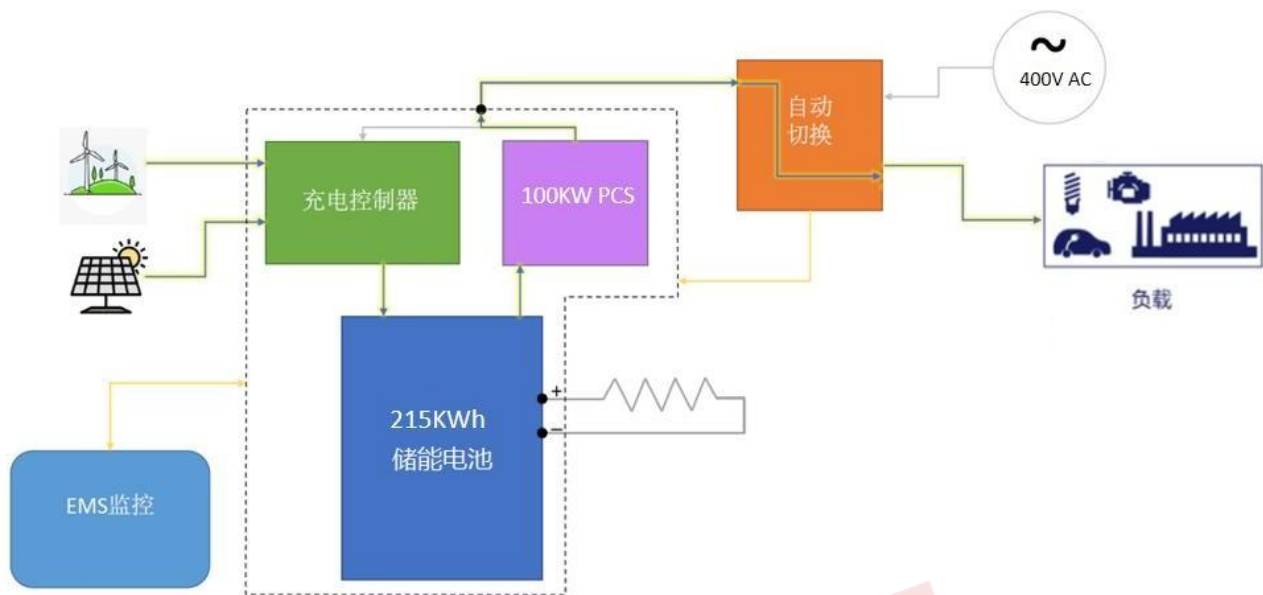 ~
400V AC
自动
切换
充电控制器
100KW PCS
负载
+
−
215KWh
储能电池
EMS监控